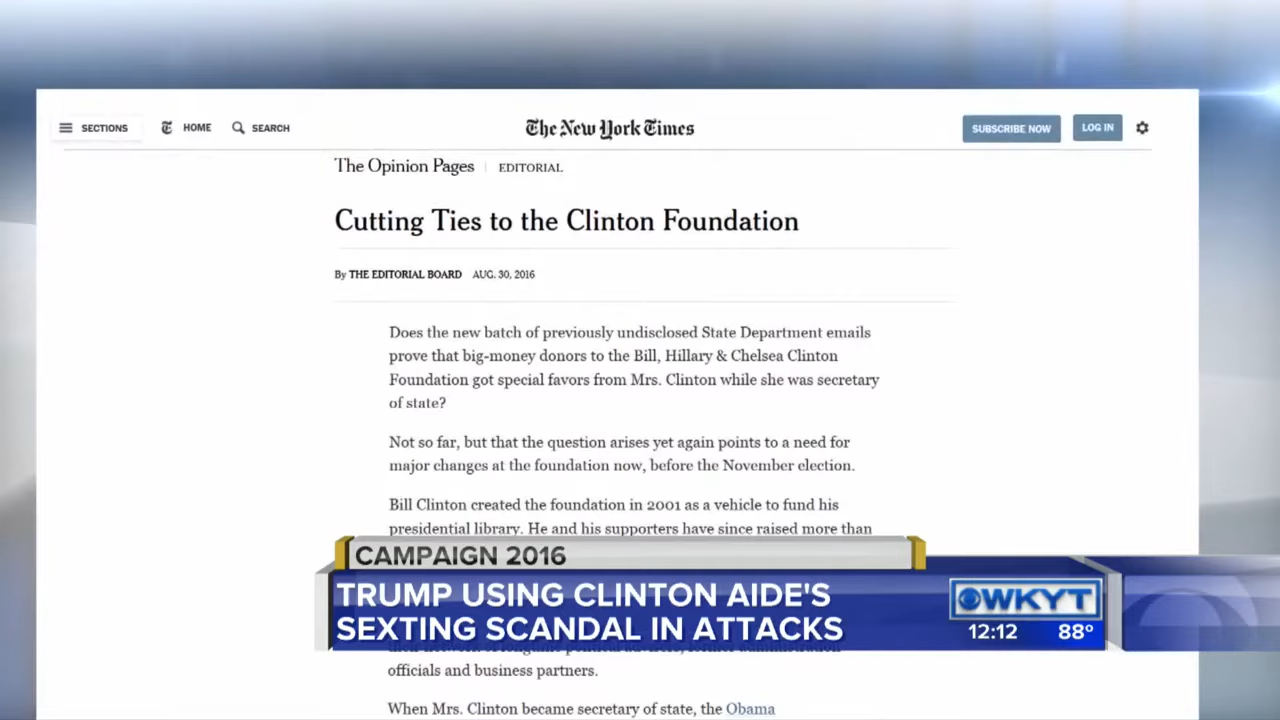 SECTIONS HOME SEARCH The New York Times SUBSCRIBE NOW LOG IN
The Opinion Pages | EDITORIAL
Cutting Ties to the Clinton Foundation
By THE EDITORIAL BOARD AUG. 30, 2016
Does the new batch of previously undisclosed State Department emails
prove that big-money donors to the Bill, Hillary & Chelsea Clinton
Foundation got special favors from Mrs. Clinton while she was secretary
of state?
Not so far, but that the question arises yet again points to a need for
major changes at the foundation now, before the November election.
Bill Clinton created the foundation in 2001 as a vehicle to fund his
presidential library. He and his supporters have since raised more than
CAMPAIGN 2016
TRUMP USING CLINTON AIDE'S
SEXTING SCANDAL IN ATTACKS
WKYT
12:12 88°
officials and business partners.
When Mrs. Clinton became secretary of state, the Obama